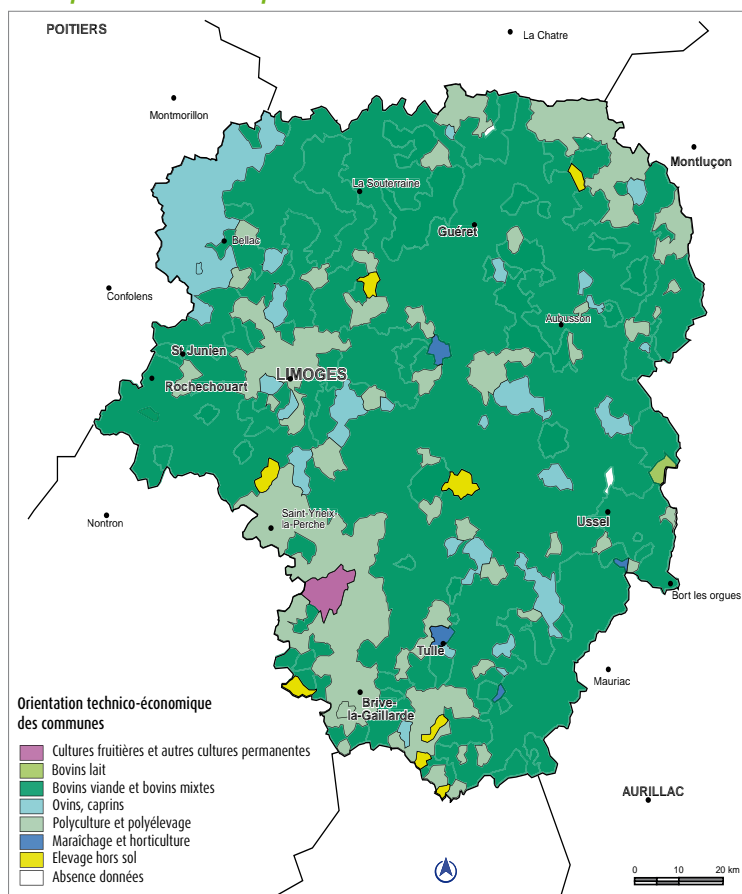 POITIERS
La Chatre
Montmorillon
Montluçon
La Souterraine
Guéret
Bellac
Confolens
Aubusson
St Junien
LIMOGES
Rochechouart
Nontron
Saint-Yrieix
la-Perche
Ussel
Bort les orgues
Tulle
Mauriac
Brive-
la-Gaillarde
AURILLAC
Orientation technico-économique
des communes
Cultures fruitières et autres cultures permanentes
Bovins lait
Bovins viande et bovins mixtes
Ovins, caprins
Polyculture et polyélevage
Maraîchage et horticulture
Elevage hors sol
Absence données
0 10 20 km